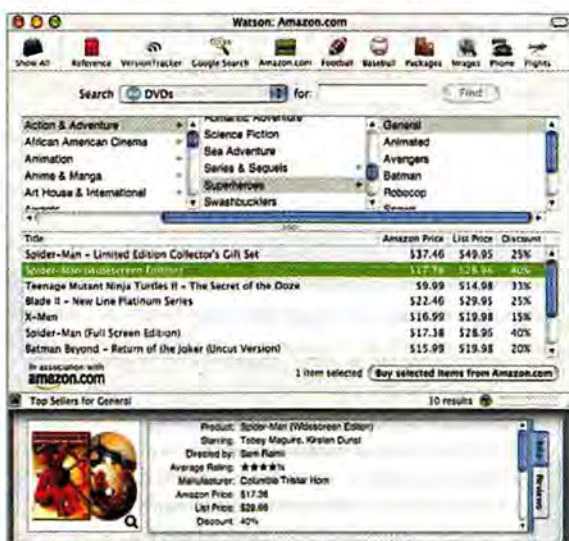 Watson: Amazon.com
Show All Reference VersionTracker Google Search Amazon.com Football Baseball Packages Images Phone Flights
Search DVDs for: Find
Action & Adventure
African American Cinema
Animation
Anime & Manga
Art House & International
Awards
Romantic Adventure
Science Fiction
Sea Adventure
Series & Sequels
Superheroes
Swashbucklers
General
Animated
Avengers
Batman
Robocop
Title Amazon Price List Price Discount
Spider-Man - Limited Edition Collector's Gift Set $37.46 $49.95 25%
Spider-Man (Widescreen Edition) 40%
Teenage Mutant Ninja Turtles II - The Secret of the Ooze $9.99 $14.98 33%
Blade II - New Line Platinum Series $22.46 $29.95 25%
X-Men $16.99 $19.98 15%
Spider-Man (Full Screen Edition) $17.38 $28.96 40%
Batman Beyond - Return of the Joker (Uncut Version) $15.99 $19.98 20%
In association with
amazon.com
1 item selected Buy selected items from Amazon.com
Top Sellers for General 10 results
Product: Spider-Man (Widescreen Edition)
Starring: Tobey Maguire, Kirsten Dunst
Directed by: Sam Raimi
Average Rating: ★★★★½
Manufacturer: Columbia Tristar Hom
Amazon Price: $17.38
List Price: $28.96
Discount: 40%
Info
Reviews